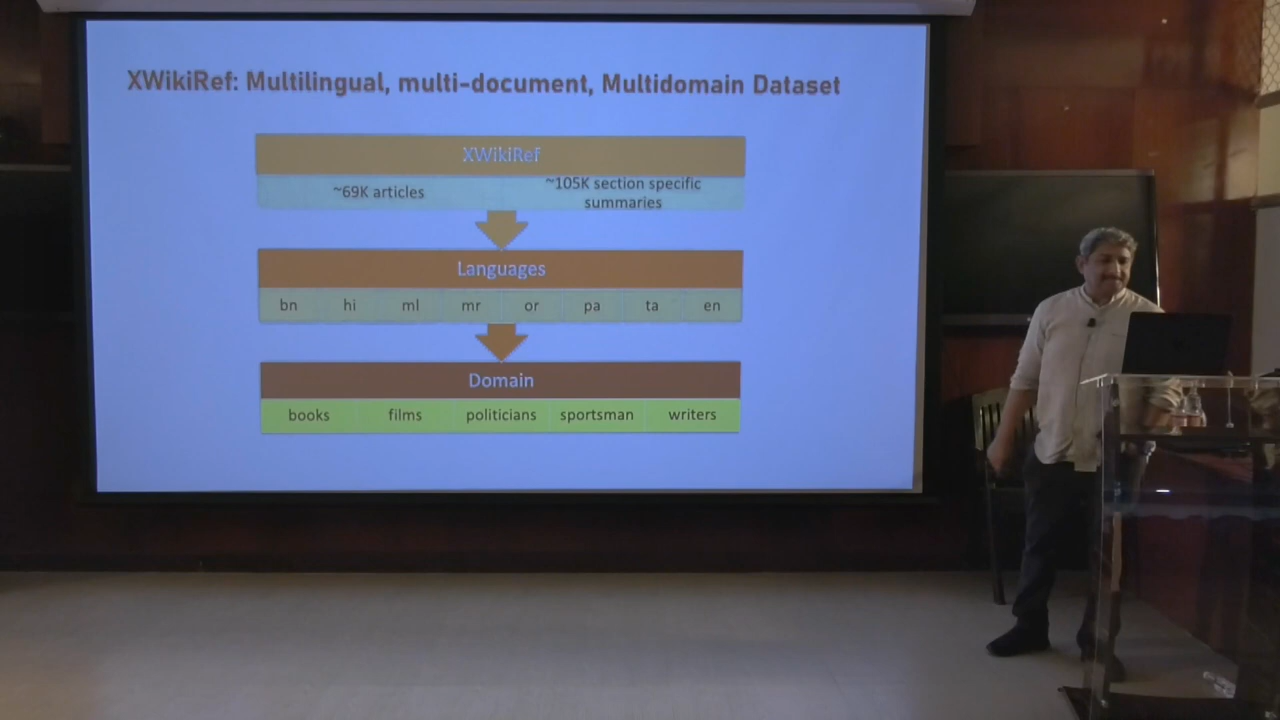 XWikiRef: Multilingual, multi-document, Multidomain Dataset
XWikiRef
~69K articles
~105K section specific
summaries
Languages
bn hi ml mr or pa ta en
Domain
books films politicians sportsman writers